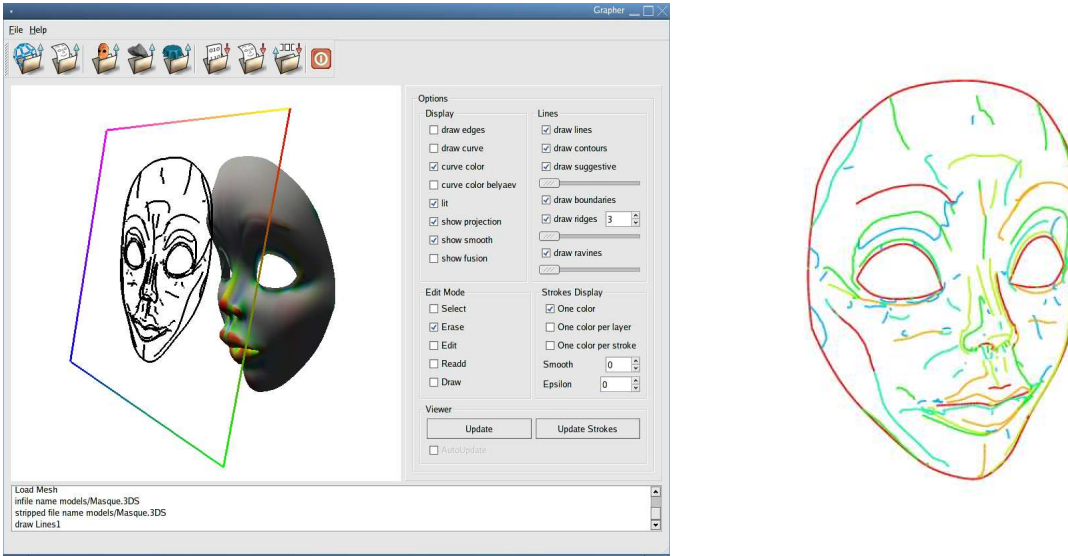 Grapher
File Help
Options
Display
draw edges
draw curve
curve color
curve color belyaev
lit
show projection
show smooth
show fusion
Lines
draw lines
draw contours
draw suggestive
draw boundaries
draw ridges 3
draw ravines
Edit Mode
Select
Erase
Edit
Readd
Draw
Strokes Display
One color
One color per layer
One color per stroke
Smooth 0
Epsilon 0
Viewer
Update Update Strokes
AutoUpdate
Load Mesh
infile name models/Masque.3DS
stripped file name models/Masque.3DS
draw Lines1